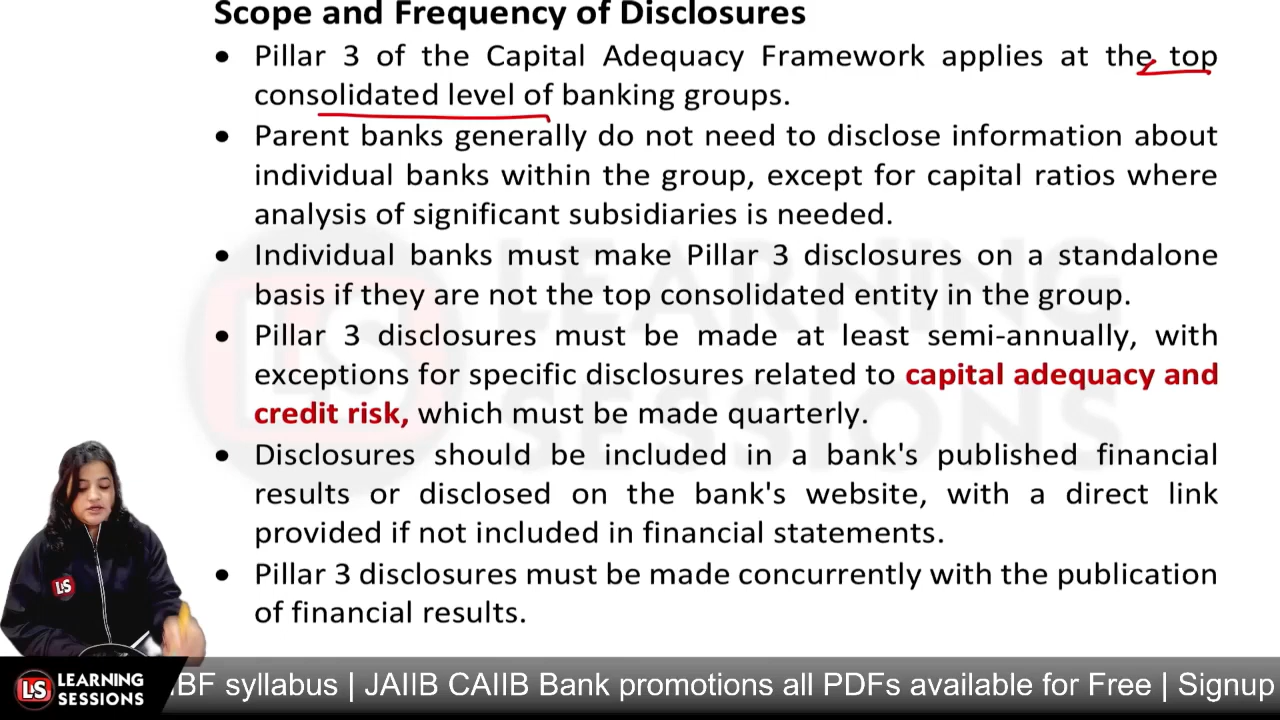 Scope and Frequency of Disclosures
• Pillar 3 of the Capital Adequacy Framework applies at the top
consolidated level of banking groups.
• Parent banks generally do not need to disclose information about
individual banks within the group, except for capital ratios where
analysis of significant subsidiaries is needed.
• Individual banks must make Pillar 3 disclosures on a standalone
basis if they are not the top consolidated entity in the group.
• Pillar 3 disclosures must be made at least semi-annually, with
exceptions for specific disclosures related to capital adequacy and
credit risk, which must be made quarterly.
• Disclosures should be included in a bank's published financial
results or disclosed on the bank's website, with a direct link
provided if not included in financial statements.
• Pillar 3 disclosures must be made concurrently with the publication
of financial results.
LS LEARNING
SESSIONS
LS
LS LEARNING
SESSIONS
BF syllabus | JAIIB CAIIB Bank promotions all PDFs available for Free | Signup